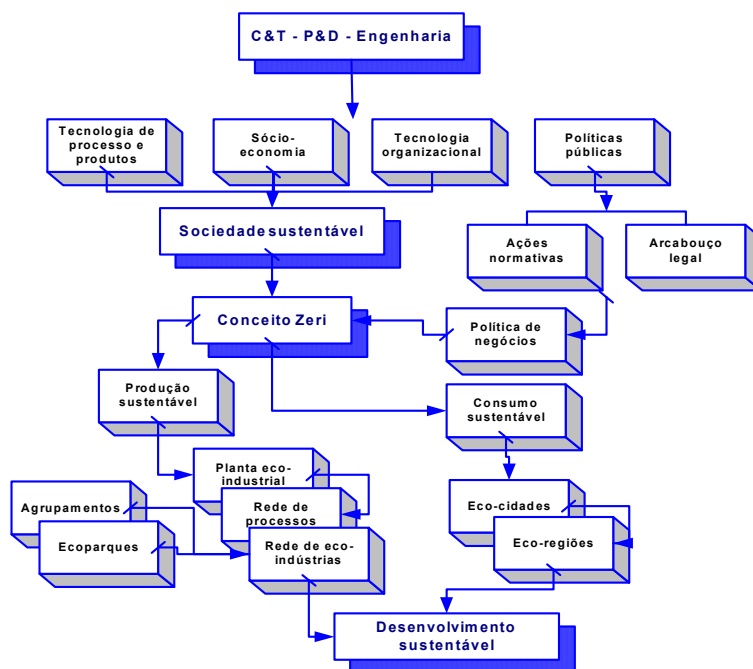 C&T - P&D - Engenharia
Tecnologia de
processo e
produtos
Sócio-
economia
Tecnologia
organizacional
Políticas
públicas
Sociedade sustentável
Ações
normativas
Arcabouço
legal
Conceito Zeri
Política de
negócios
Produção
sustentável
Consumo
sustentável
Planta eco-
industrial
Agrupamentos
Rede de
processos
Eco-cidades
Ecoparques
Rede de eco-
indústrias
Eco-regiões
Desenvolvimento
sustentável